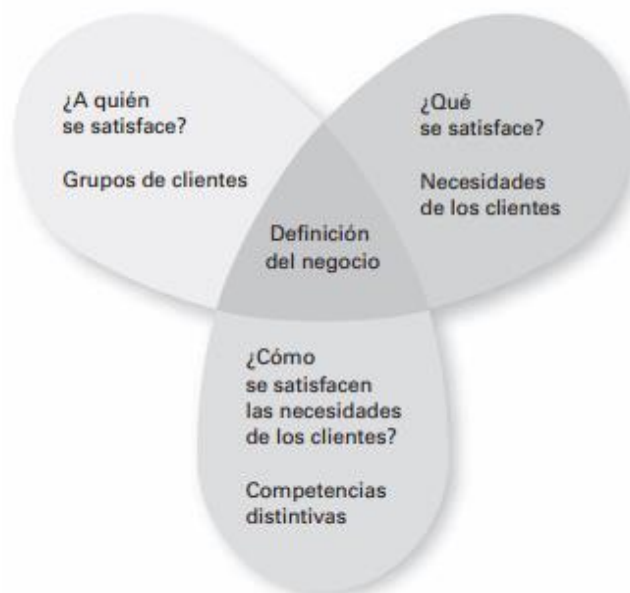 ¿A quién
se satisface?
Grupos de clientes
¿Qué
se satisface?
Necesidades
de los clientes
Definición
del negocio
¿Cómo
se satisfacen
las necesidades
de los clientes?
Competencias
distintivas